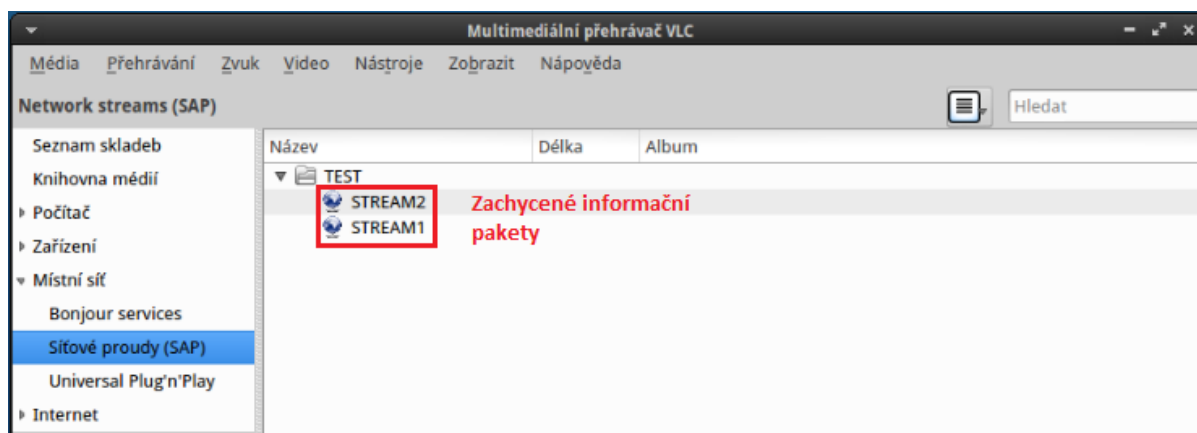 Multimediální přehrávač VLC
Média Přehrávání Zvuk Video Nástroje Zobrazit Nápověda
Network streams (SAP) Hledat
Seznam skladeb
Knihovna médií
Počítač
Zařízení
Místní síť
Bonjour services
Síťové proudy (SAP)
Universal Plug'n'Play
Internet
Název Délka Album
TEST
STREAM2
STREAM1
Zachycené informační
pakety